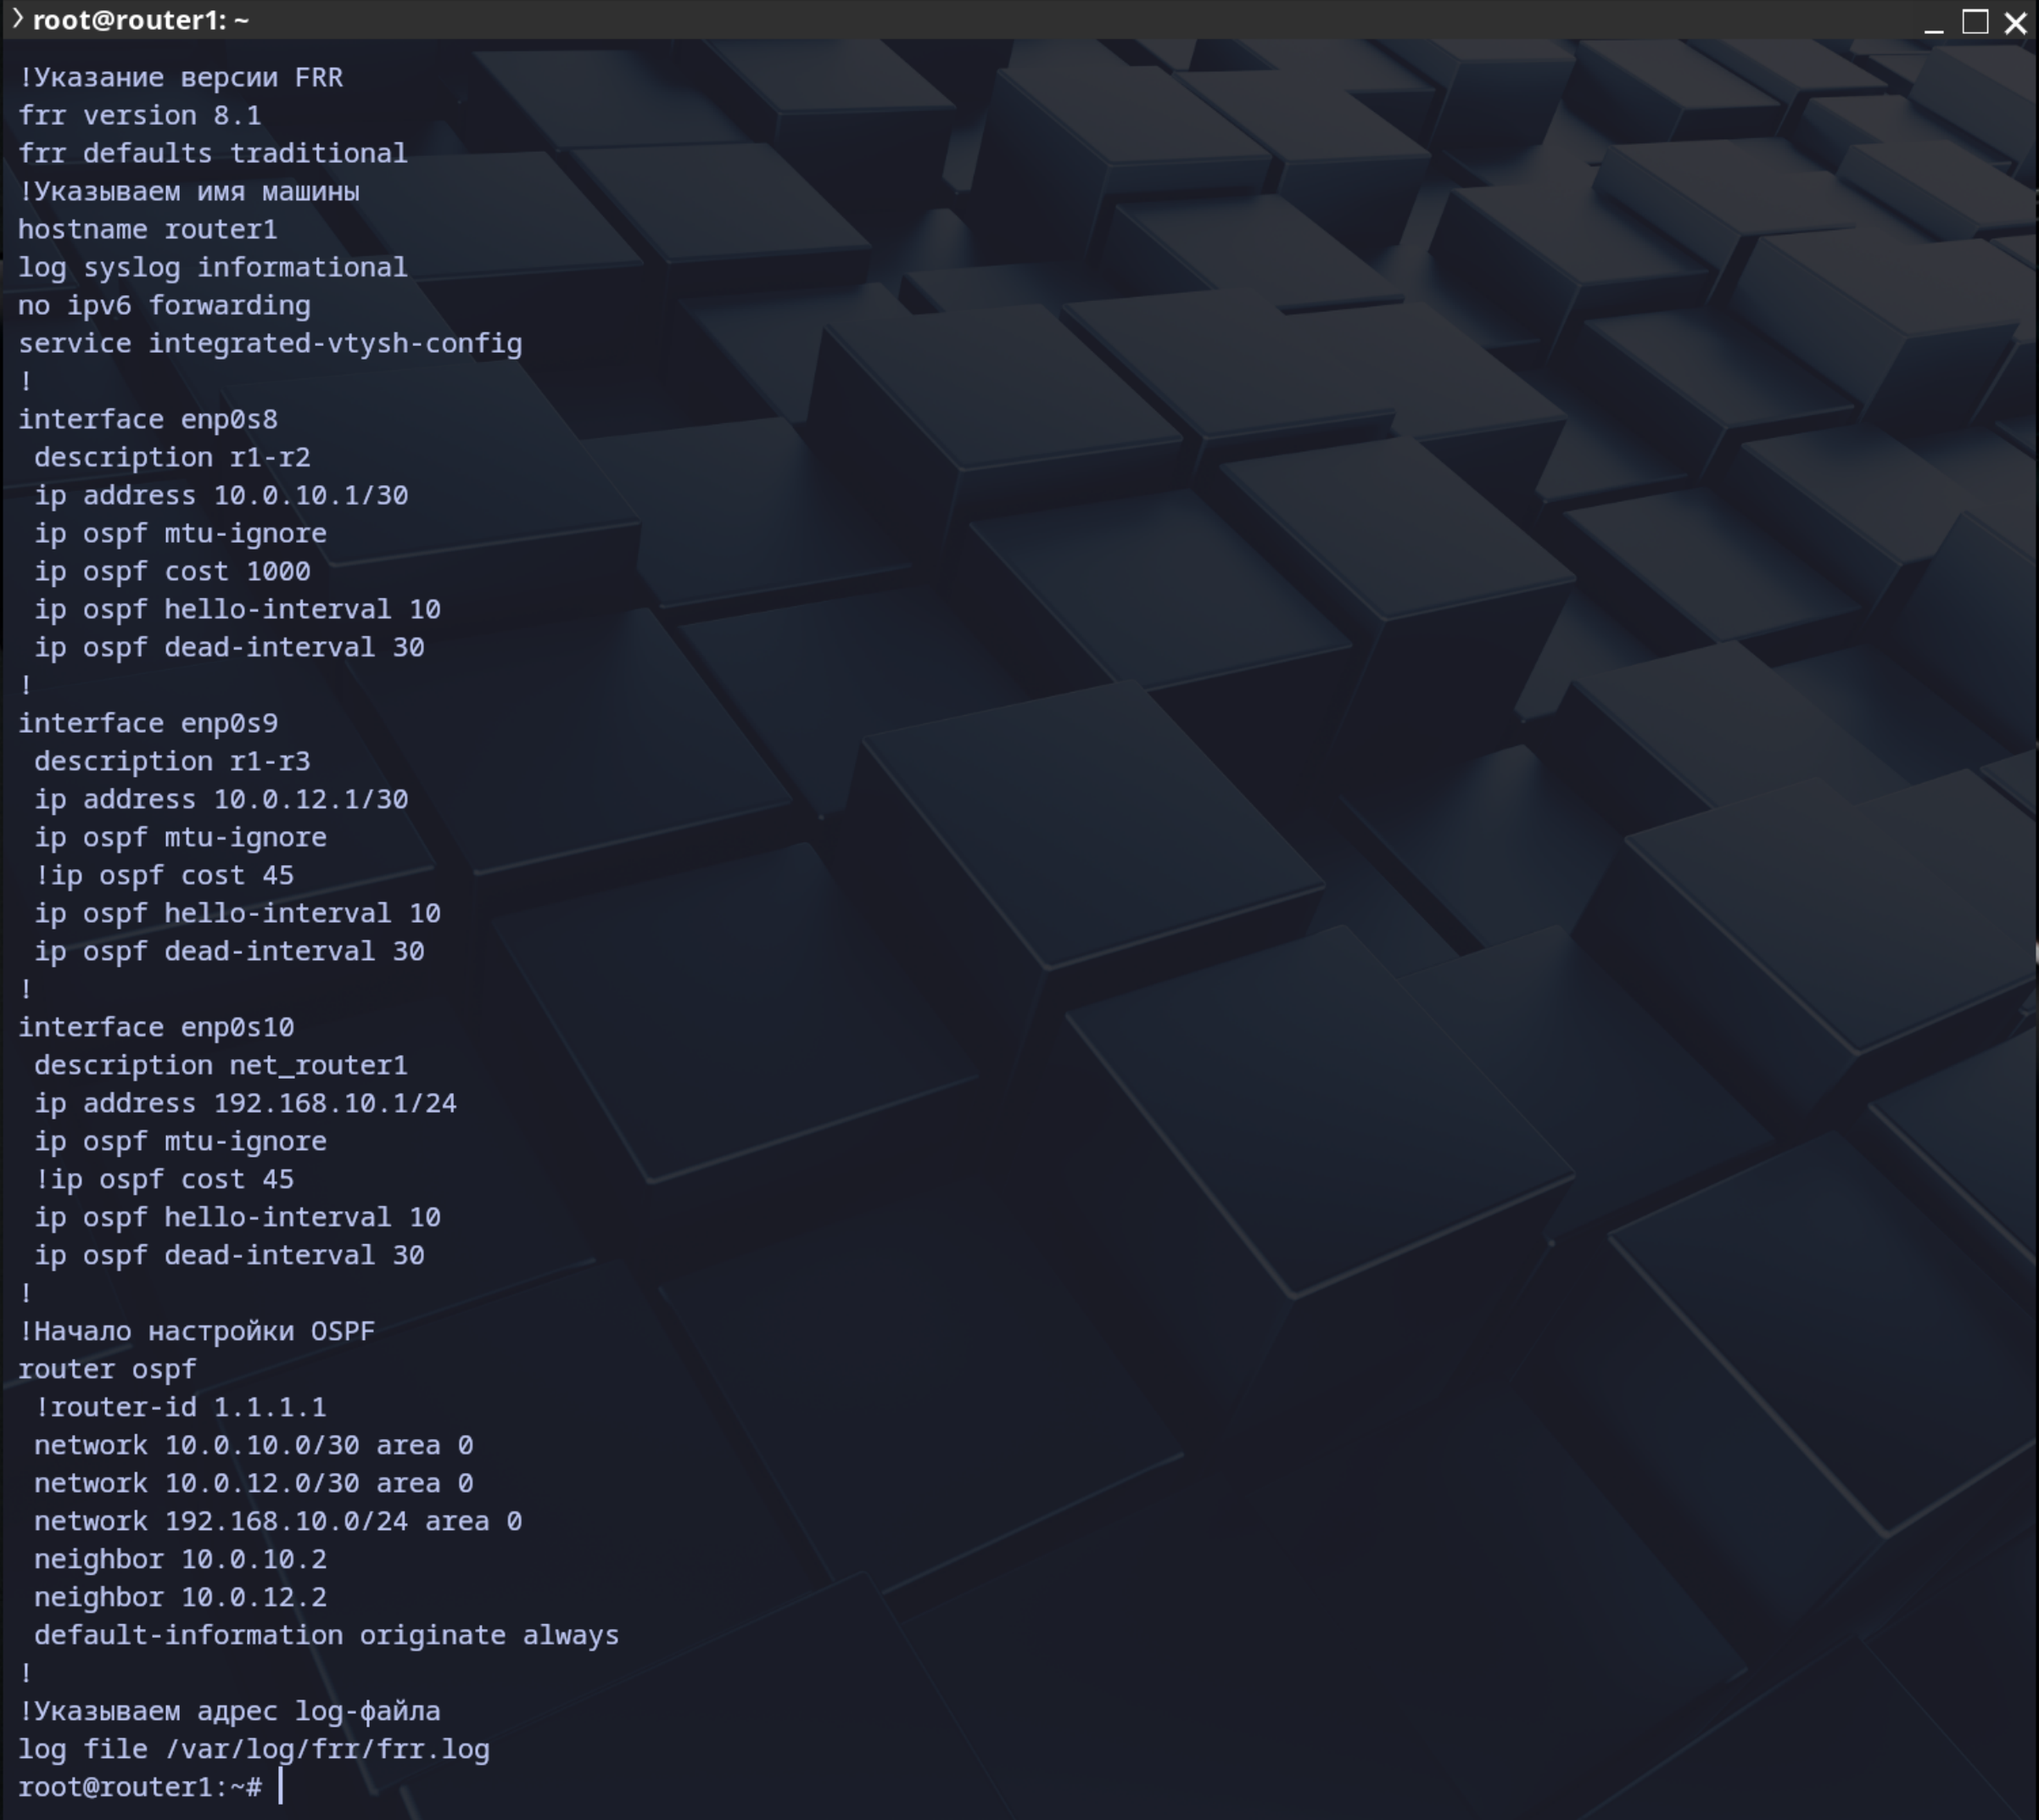 root@router1: ~
!Указание версии FRR
frr version 8.1
frr defaults traditional
!Указываем имя машины
hostname router1
log syslog informational
no ipv6 forwarding
service integrated-vtysh-config
!
interface enp0s8
 description r1-r2
 ip address 10.0.10.1/30
 ip ospf mtu-ignore
 ip ospf cost 1000
 ip ospf hello-interval 10
 ip ospf dead-interval 30
!
interface enp0s9
 description r1-r3
 ip address 10.0.12.1/30
 ip ospf mtu-ignore
 !ip ospf cost 45
 ip ospf hello-interval 10
 ip ospf dead-interval 30
!
interface enp0s10
 description net_router1
 ip address 192.168.10.1/24
 ip ospf mtu-ignore
 !ip ospf cost 45
 ip ospf hello-interval 10
 ip ospf dead-interval 30
!
!Начало настройки OSPF
router ospf
 !router-id 1.1.1.1
 network 10.0.10.0/30 area 0
 network 10.0.12.0/30 area 0
 network 192.168.10.0/24 area 0
 neighbor 10.0.10.2
 neighbor 10.0.12.2
 default-information originate always
!
!Указываем адрес log-файла
log file /var/log/frr/frr.log
root@router1:~#